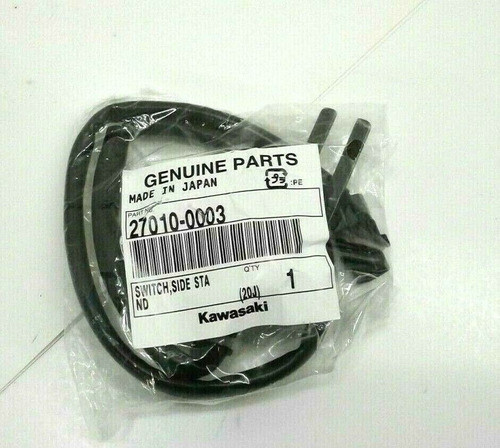 GENUINE PARTS
MADE IN JAPAN
:PE
PART NO.
27010-0003
Q'TY
SWITCH,SIDE STA
ND
(20J)
1
Kawasaki